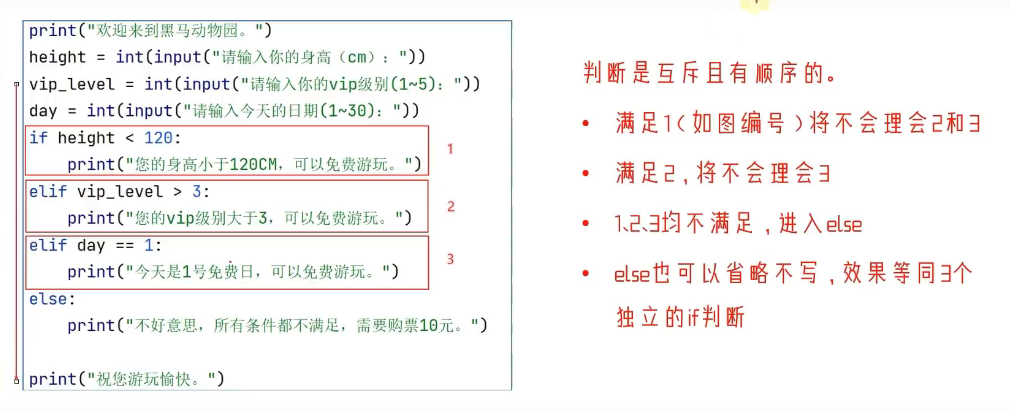 print("欢迎来到黑马动物园。")
height = int(input("请输入你的身高（cm）："))
vip_level = int(input("请输入你的vip级别(1~5)："))
day = int(input("请输入今天的日期(1~30)："))
if height < 120:
    print("您的身高小于120CM，可以免费游玩。")
1
elif vip_level > 3:
    print("您的vip级别大于3，可以免费游玩。")
2
elif day == 1:
    print("今天是1号免费日，可以免费游玩。")
3
else:
    print("不好意思，所有条件都不满足，需要购票10元。")
print("祝您游玩愉快。")
判断是互斥且有顺序的。
• 满足1（如图编号）将不会理会2和3
• 满足2，将不会理会3
• 1、2、3均不满足，进入else
• else也可以省略不写，效果等同3个
独立的if判断